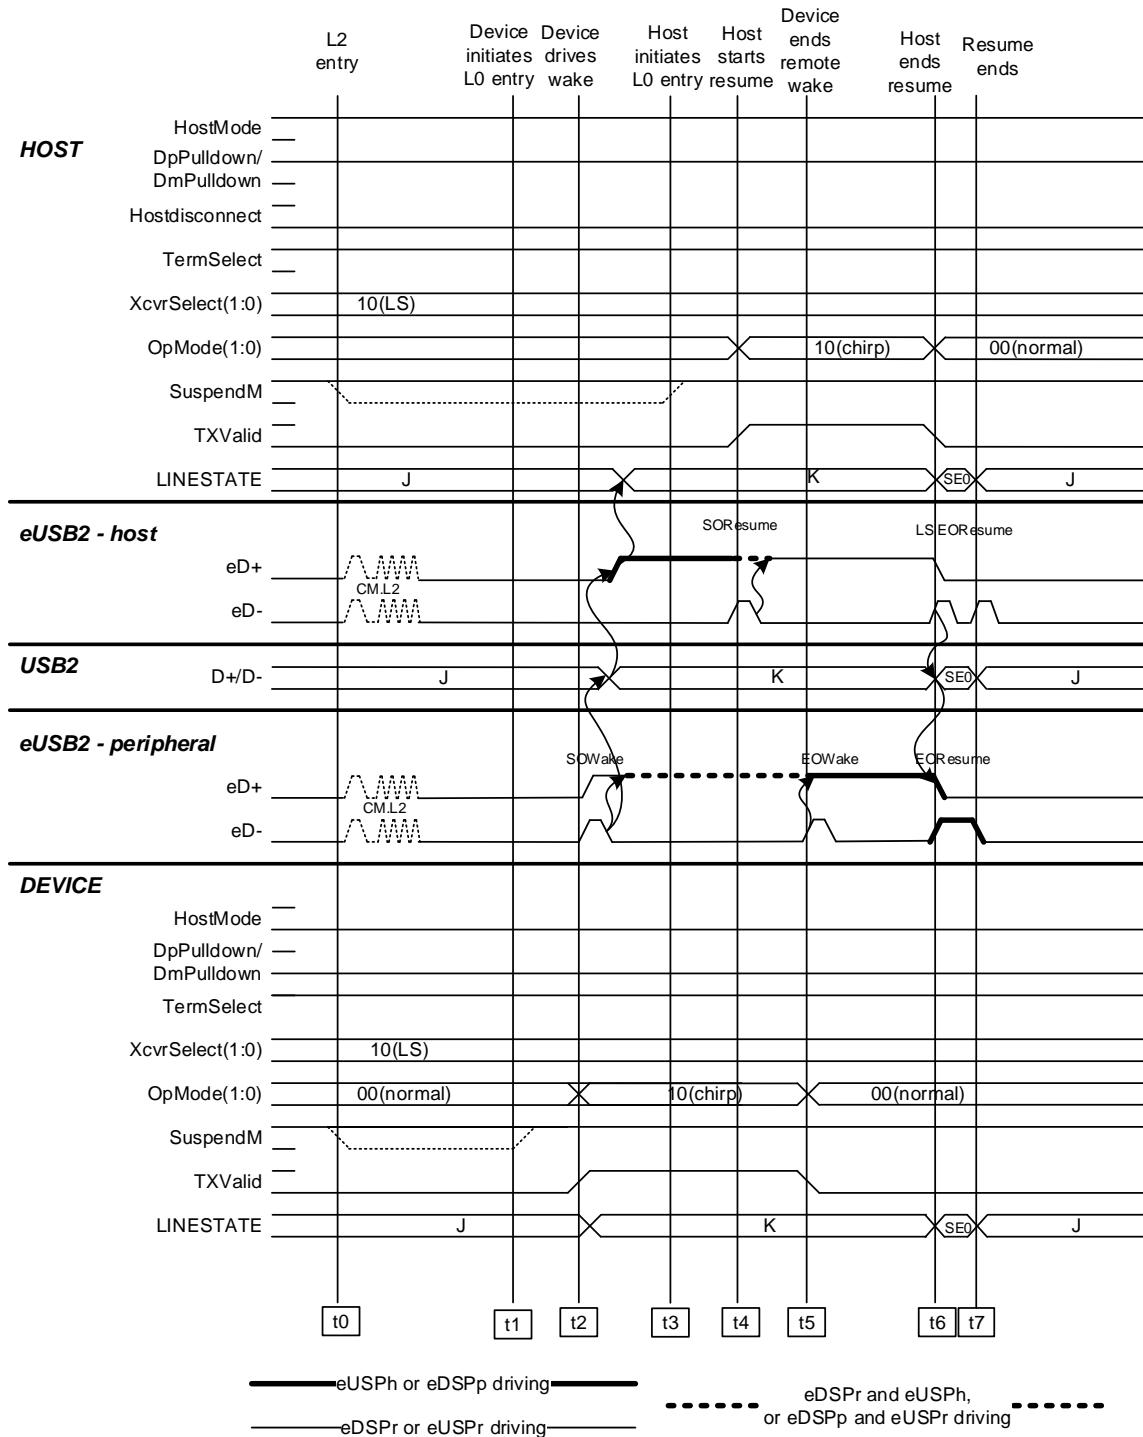 L2
entry
Device
initiates
L0 entry
Device
drives
wake
Host
initiates
L0 entry
Host
starts
resume
Device
ends
remote
wake
Host
ends
resume
Resume
ends
HOST
HostMode
DpPulldown/
DmPulldown
Hostdisconnect
TermSelect
XcvrSelect(1:0) 10(LS)
OpMode(1:0) 10(chirp) 00(normal)
SuspendM
TXValid
LINESTATE J K SE0 J
eUSB2 - host
SOResume LS EOResume
eD+
CM.L2
eD-
USB2
D+/D- J K SE0 J
eUSB2 - peripheral
SOWake EOWake EOResume
eD+
CM.L2
eD-
DEVICE
HostMode
DpPulldown/
DmPulldown
TermSelect
XcvrSelect(1:0) 10(LS)
OpMode(1:0) 00(normal) 10(chirp) 00(normal)
SuspendM
TXValid
LINESTATE J K SE0 J
t0 t1 t2 t3 t4 t5 t6 t7
eUSPh or eDSPp driving
eDSPr or eUSPr driving
eDSPr and eUSPh,
or eDSPp and eUSPr driving